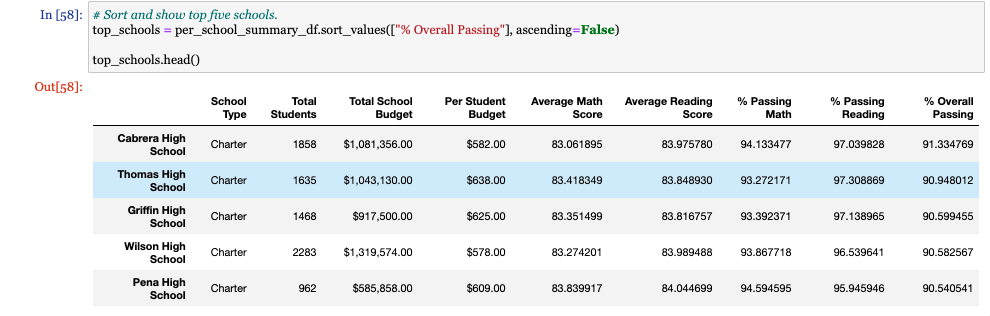 In [58]:
# Sort and show top five schools.
top_schools = per_school_summary_df.sort_values(["% Overall Passing"], ascending=False)
top_schools.head()
Out[58]:
School Type Total Students Total School Budget Per Student Budget Average Math Score Average Reading Score % Passing Math % Passing Reading % Overall Passing
Cabrera High School Charter 1858 $1,081,356.00 $582.00 83.061895 83.975780 94.133477 97.039828 91.334769
Thomas High School Charter 1635 $1,043,130.00 $638.00 83.418349 83.848930 93.272171 97.308869 90.948012
Griffin High School Charter 1468 $917,500.00 $625.00 83.351499 83.816757 93.392371 97.138965 90.599455
Wilson High School Charter 2283 $1,319,574.00 $578.00 83.274201 83.989488 93.867718 96.539641 90.582567
Pena High School Charter 962 $585,858.00 $609.00 83.839917 84.044699 94.594595 95.945946 90.540541